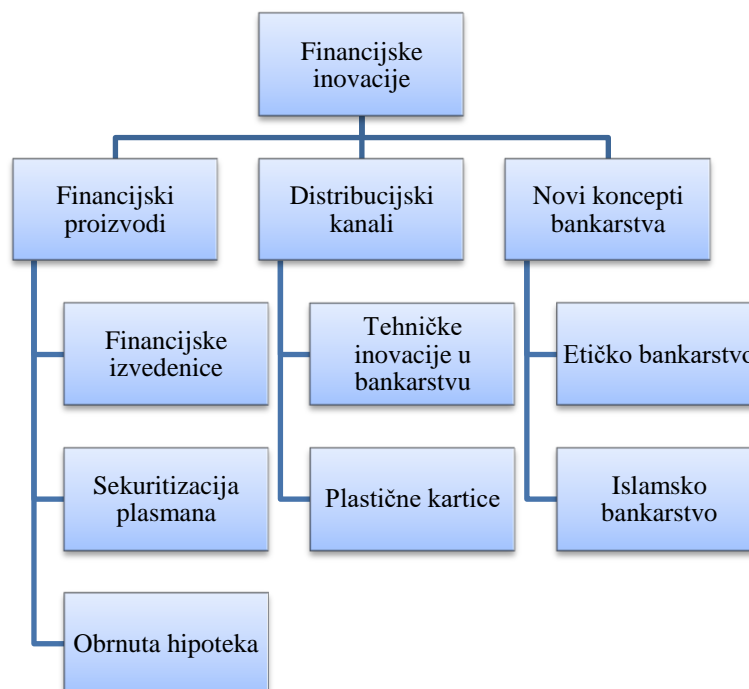 Financijske
inovacije
Financijski
proizvodi
Distribucijski
kanali
Novi koncepti
bankarstva
Financijske
izvedenice
Tehničke
inovacije u
bankarstvu
Etičko bankarstvo
Sekuritizacija
plasmana
Plastične kartice
Islamsko
bankarstvo
Obrnuta hipoteka